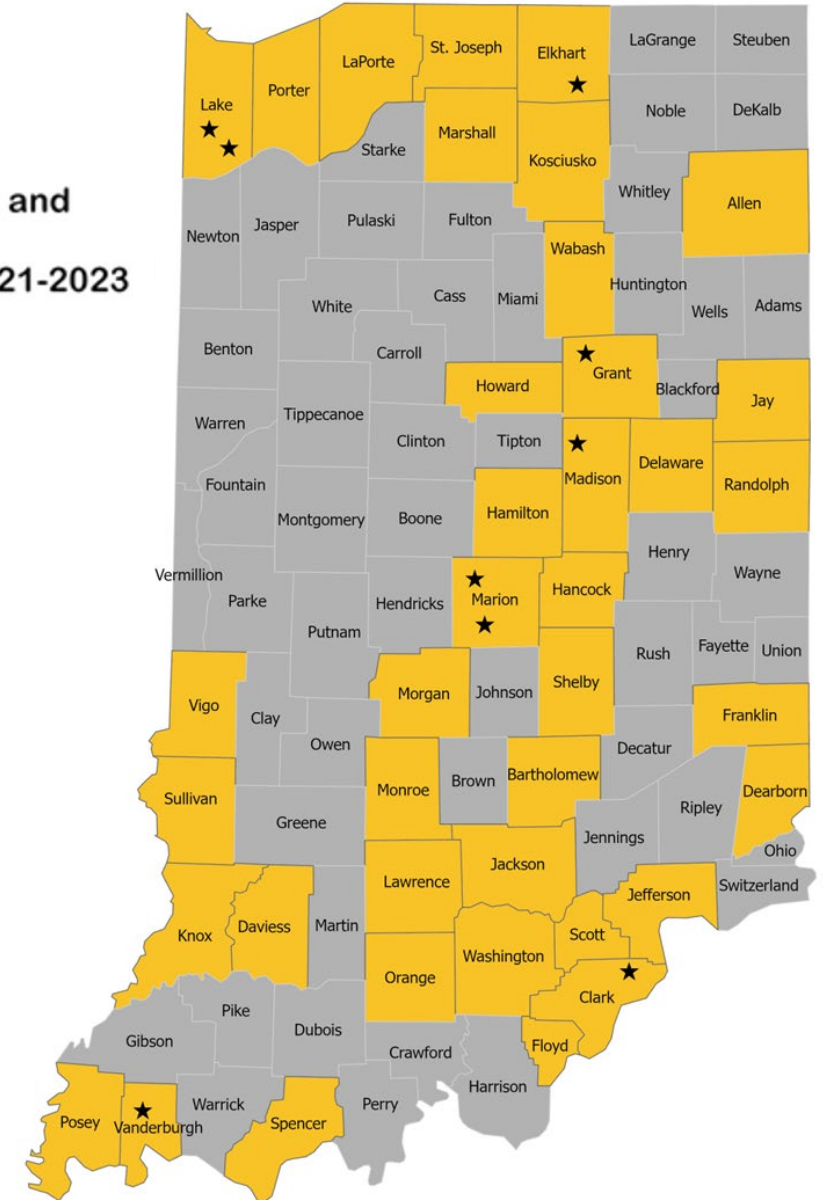 and
21-2023
LaGrange
Steuben
St. Joseph
Elkhart
LaPorte
Porter
Lake
Noble
DeKalb
Marshall
Starke
Kosciusko
Whitley
Allen
Newton
Jasper
Pulaski
Fulton
Wabash
Huntington
White
Cass
Miami
Wells
Adams
Benton
Carroll
Grant
Howard
Blackford
Jay
Warren
Tippecanoe
Clinton
Tipton
Madison
Delaware
Randolph
Fountain
Montgomery
Boone
Hamilton
Henry
Wayne
Vermillion
Parke
Hendricks
Marion
Hancock
Putnam
Rush
Fayette
Union
Vigo
Clay
Morgan
Johnson
Shelby
Franklin
Owen
Decatur
Sullivan
Monroe
Brown
Bartholomew
Dearborn
Greene
Ripley
Jennings
Ohio
Lawrence
Jackson
Switzerland
Jefferson
Knox
Daviess
Martin
Scott
Washington
Orange
Clark
Pike
Dubois
Gibson
Crawford
Floyd
Harrison
Posey
Vanderburgh
Warrick
Spencer
Perry